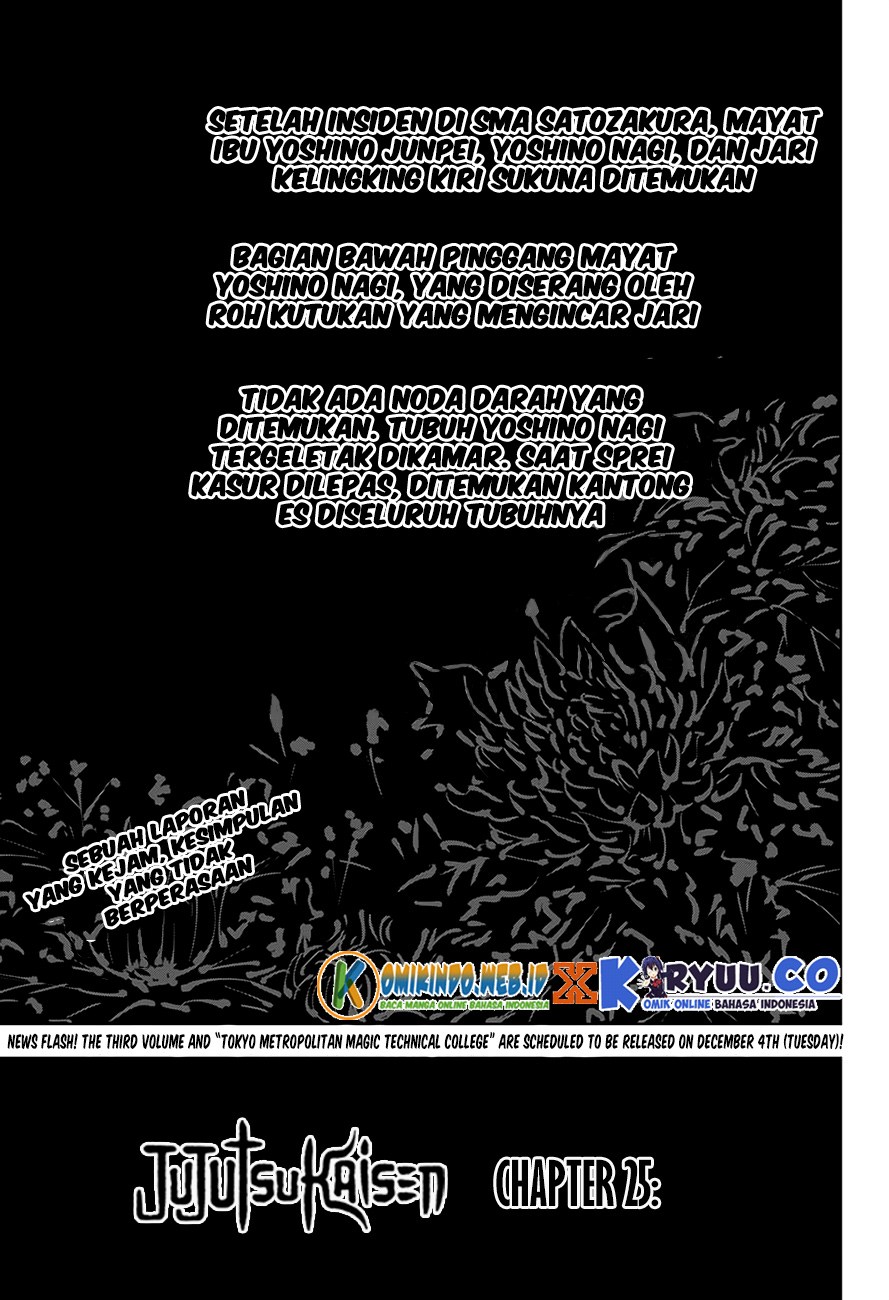 SETELAH INSIDEN DI SMA SATOZAKURA, MAYAT
IBU YOSHINO JUNPEI, YOSHINO NAGI, DAN JARI
KELINGKING KIRI SUKUNA DITEMUKAN
BAGIAN BAWAH PINGGANG MAYAT
YOSHINO NAGI, YANG DISERANG OLEH
ROH KUTUKAN YANG MENGINCAR JARI
TIDAK ADA NODA DARAH YANG
DITEMUKAN. TUBUH YOSHINO NAGI
TERGELETAK DIKAMAR. SAAT SPREI
KASUR DILEPAS, DITEMUKAN KANTONG
ES DISELURUH TUBUHNYA
SEBUAH LAPORAN
YANG KEJAM, KESIMPULAN
YANG TIDAK
BERPERASAAN
KOMIKINDO.WEB.ID X KIRYUU.CO
BACA MANGA ONLINE BAHASA INDONESIA
OMIK ONLINE BAHASA INDONESIA
NEWS FLASH! THE THIRD VOLUME AND "TOKYO METROPOLITAN MAGIC TECHNICAL COLLEGE" ARE SCHEDULED TO BE RELEASED ON DECEMBER 4TH (TUESDAY)!
JUJUTSU KAISEN CHAPTER 25: